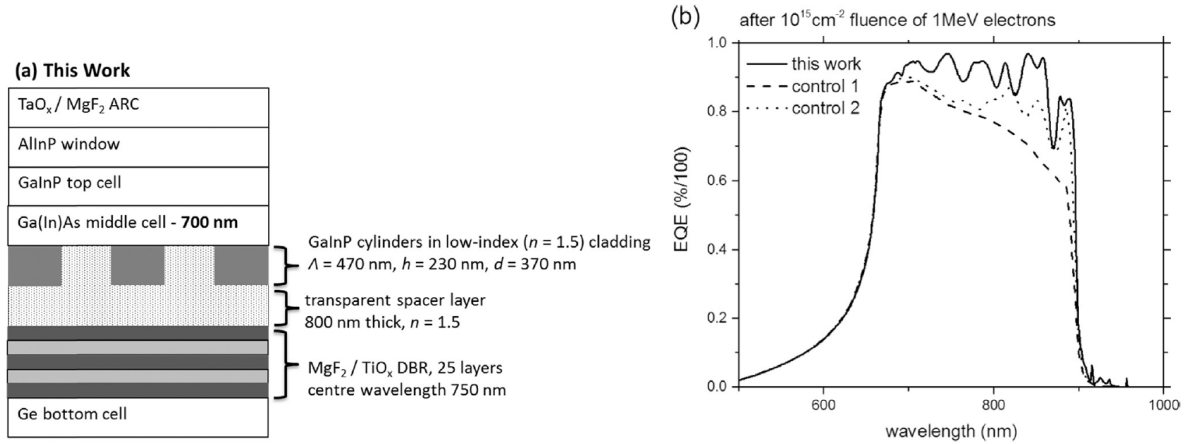 (a) This Work
TaOₓ / MgF₂ ARC
AlInP window
GaInP top cell
Ga(In)As middle cell - 700 nm
GaInP cylinders in low-index (n = 1.5) cladding
Λ = 470 nm, h = 230 nm, d = 370 nm
transparent spacer layer
800 nm thick, n = 1.5
MgF₂ / TiOₓ DBR, 25 layers
centre wavelength 750 nm
Ge bottom cell
(b)
after 10¹⁵cm⁻² fluence of 1MeV electrons
this work
control 1
control 2
EQE (%/100)
1.0
0.8
0.6
0.4
0.2
0.0
600
800
1000
wavelength (nm)